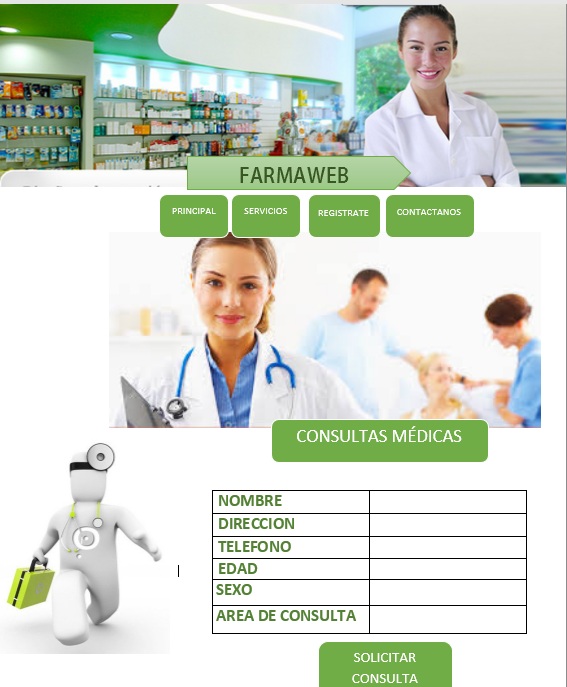 FARMAWEB
PRINCIPAL
SERVICIOS
REGISTRATE
CONTACTANOS
CONSULTAS MÉDICAS
NOMBRE
DIRECCION
TELEFONO
EDAD
SEXO
AREA DE CONSULTA
SOLICITAR
CONSULTA